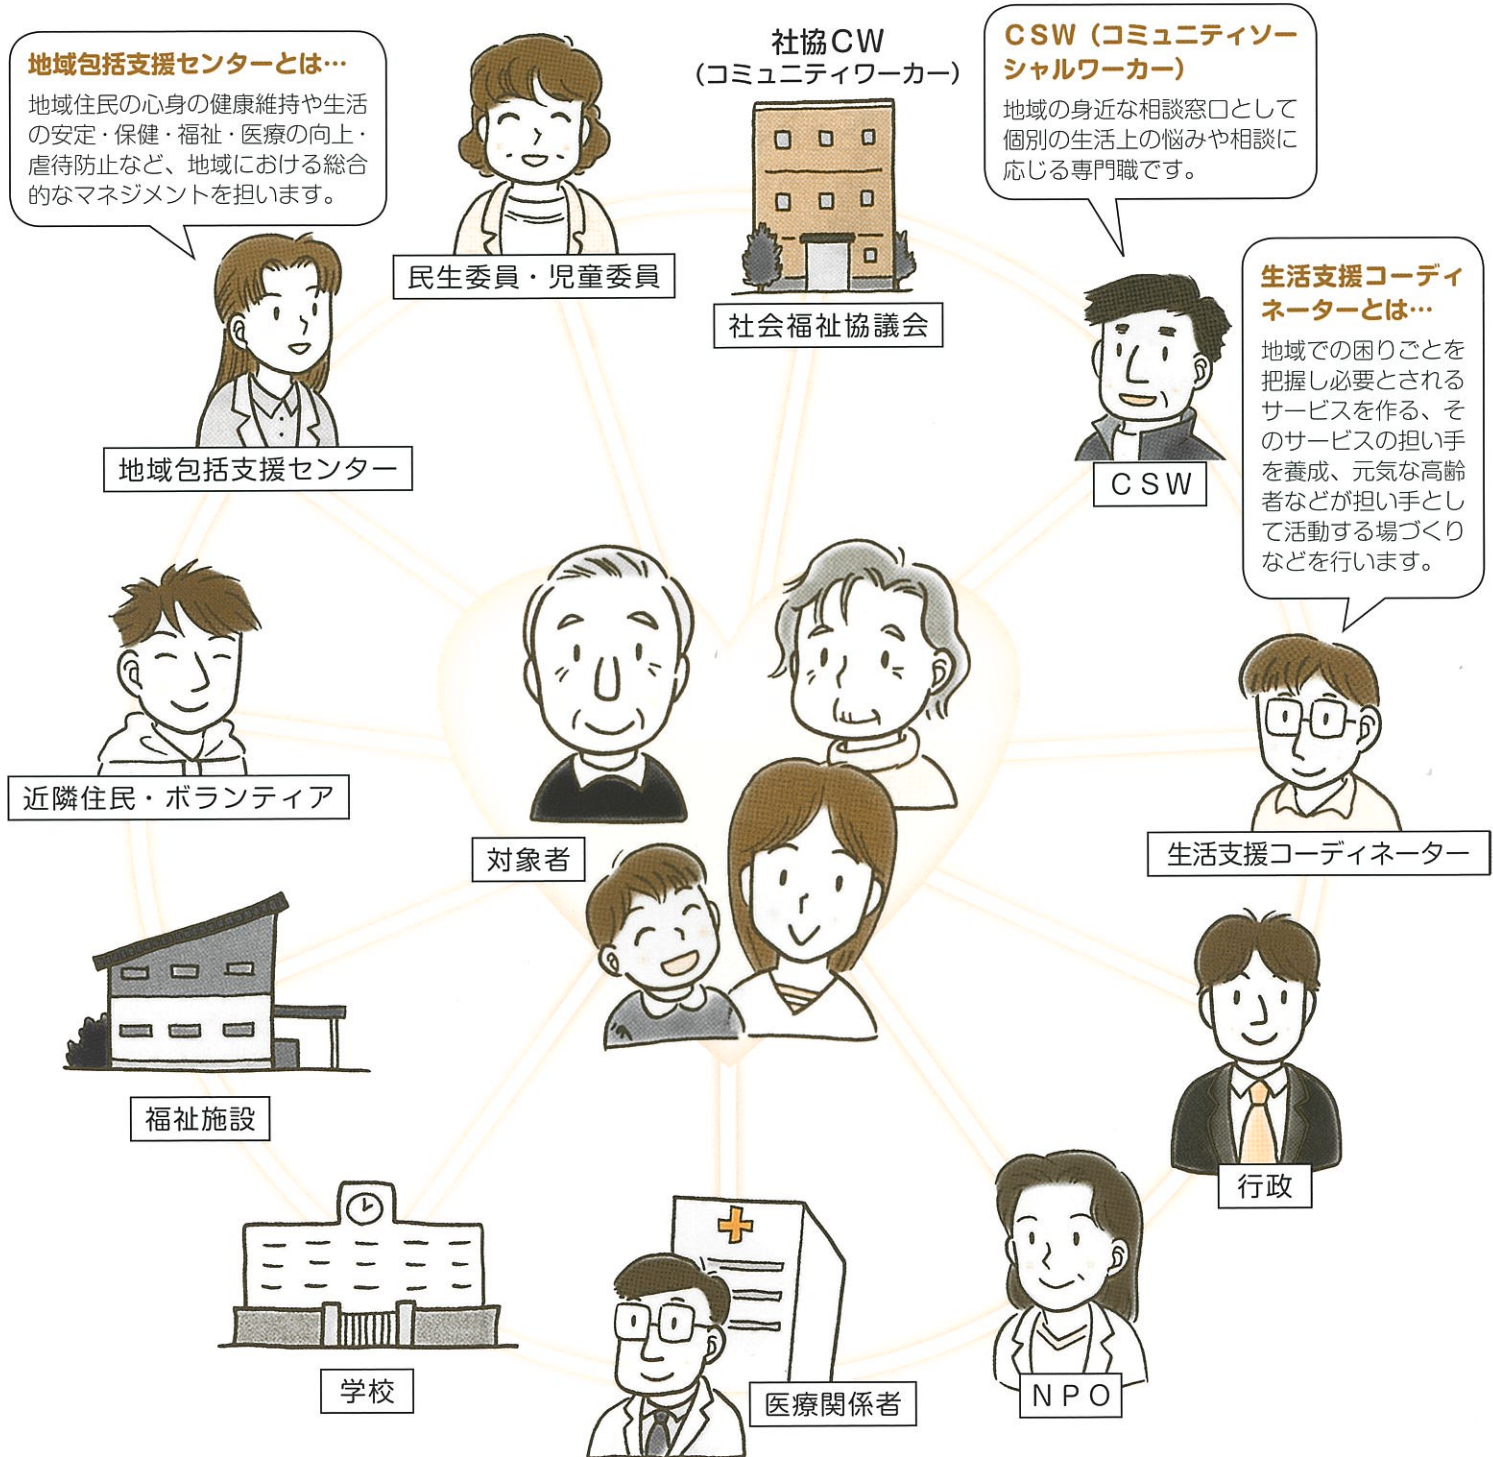 地域包括支援センターとは…
地域住民の心身の健康維持や生活
の安定・保健・福祉・医療の向上・
虐待防止など、地域における総合
的なマネジメントを担います。
民生委員・児童委員
社協CW
（コミュニティワーカー）
社会福祉協議会
CSW（コミュニティソー
シャルワーカー）
地域の身近な相談窓口として
個別の生活上の悩みや相談に
応じる専門職です。
生活支援コーディ
ネーターとは…
地域での困りごとを
把握し必要とされる
サービスを作る、そ
のサービスの担い手
を養成、元気な高齢
者などが担い手とし
て活動する場づくり
などを行います。
地域包括支援センター
CSW
近隣住民・ボランティア
対象者
生活支援コーディネーター
福祉施設
行政
学校
医療関係者
NPO